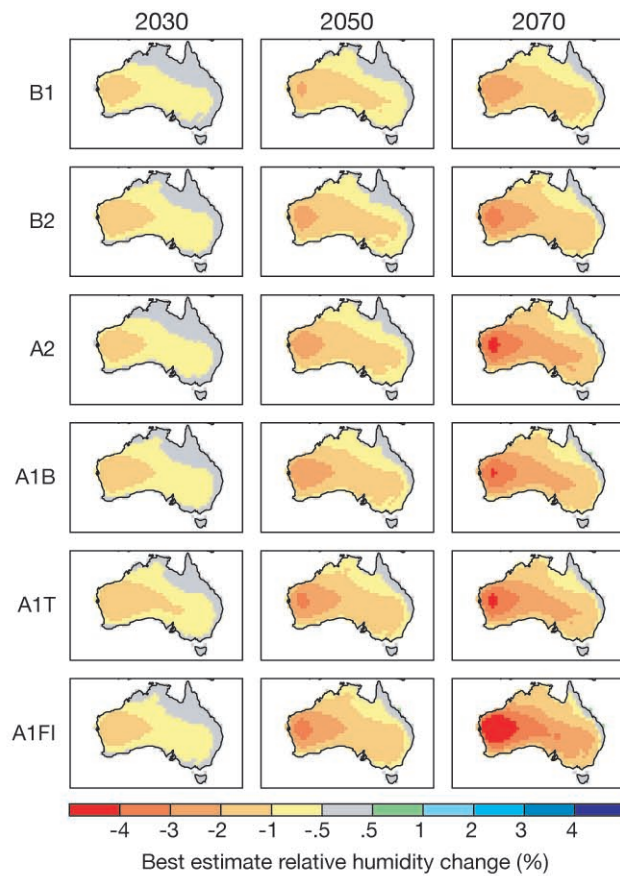 2030 2050 2070
B1
B2
A2
A1B
A1T
A1FI
-4 -3 -2 -1 -.5 .5 1 2 3 4
Best estimate relative humidity change (%)